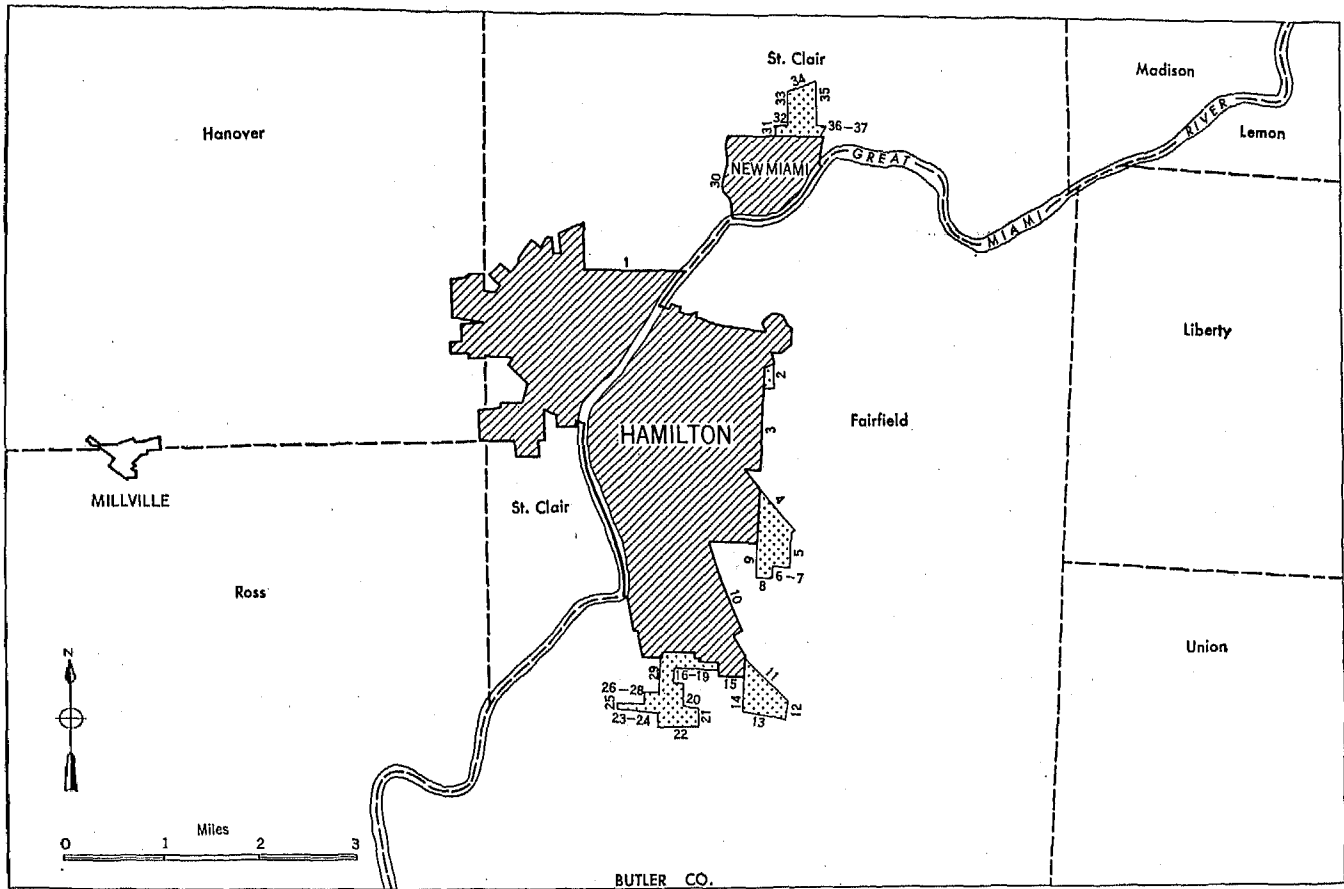 St. Clair
Madison
34
33
35
Hanover
32
31
36-37
RIVER
Lemon
NEW MIAMI
GREAT
30
MIAMI
1
Liberty
2
HAMILTON
3
Fairfield
MILLVILLE
4
St. Clair
5
9
6-7
8
Ross
10
Union
N
29
16-19
11
15
26-28
25
20
14
12
23-24
21
13
22
Miles
0 1 2 3
BUTLER CO.